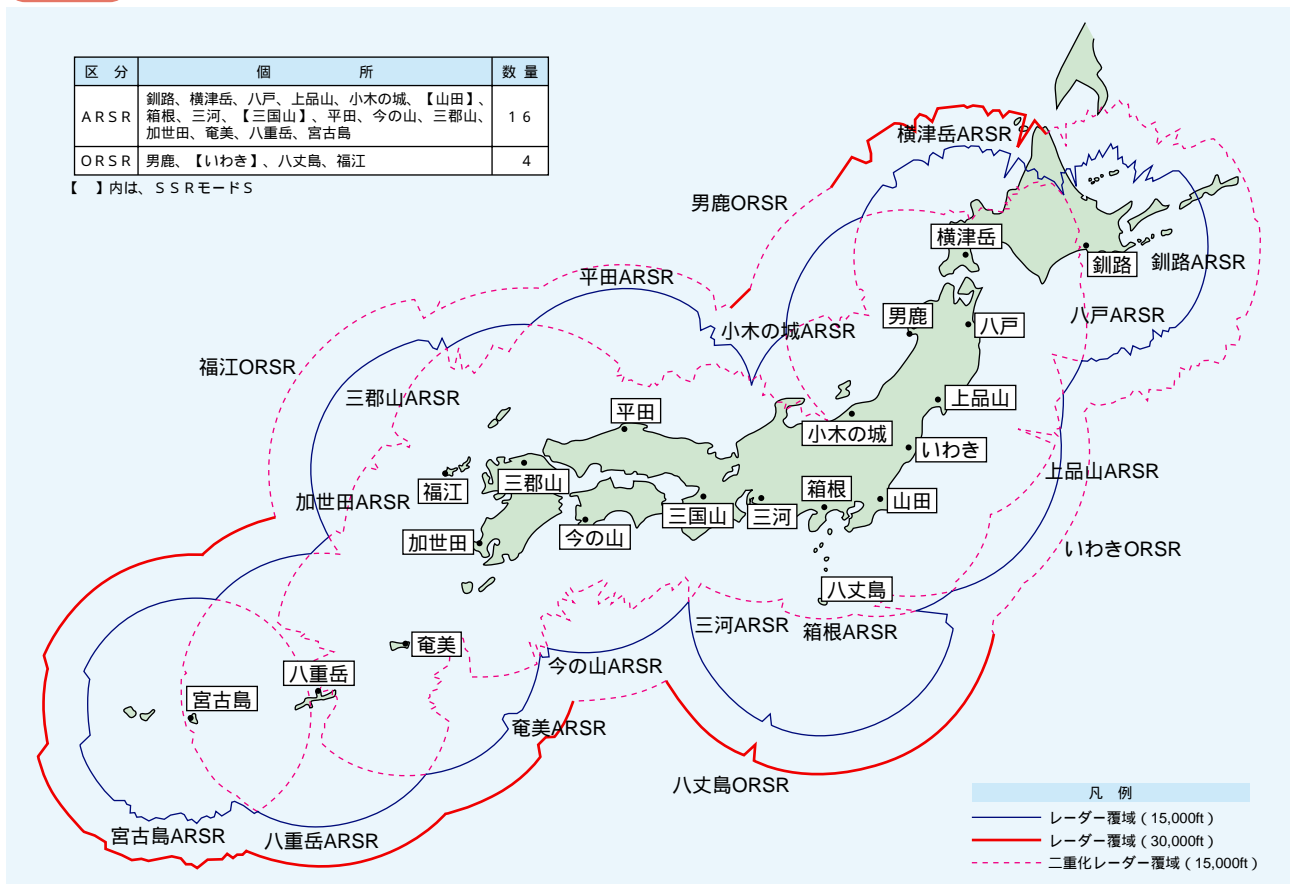 区 分 個 所 数 量
ARSR 釧路、横津岳、八戸、上品山、小木の城、【山田】、
箱根、三河、【三国山】、平田、今の山、三郡山、 16
加世田、奄美、八重岳、宮古島
ORSR 男鹿、【いわき】、八丈島、福江 4
【 】内は、SSRモードS
横津岳ARSR
男鹿ORSR
横津岳
釧路
釧路ARSR
平田ARSR
八戸ARSR
男鹿
八戸
小木の城ARSR
福江ORSR
三郡山ARSR
上品山
平田
小木の城
いわき
上品山ARSR
三郡山
福江
箱根
加世田ARSR
三国山
三河
山田
加世田
今の山
いわきORSR
八丈島
三河ARSR
箱根ARSR
奄美
今の山ARSR
八重岳
宮古島
奄美ARSR
八丈島ORSR
宮古島ARSR
八重岳ARSR
凡 例
レーダー覆域(15,000ft)
レーダー覆域(30,000ft)
二重化レーダー覆域(15,000ft)